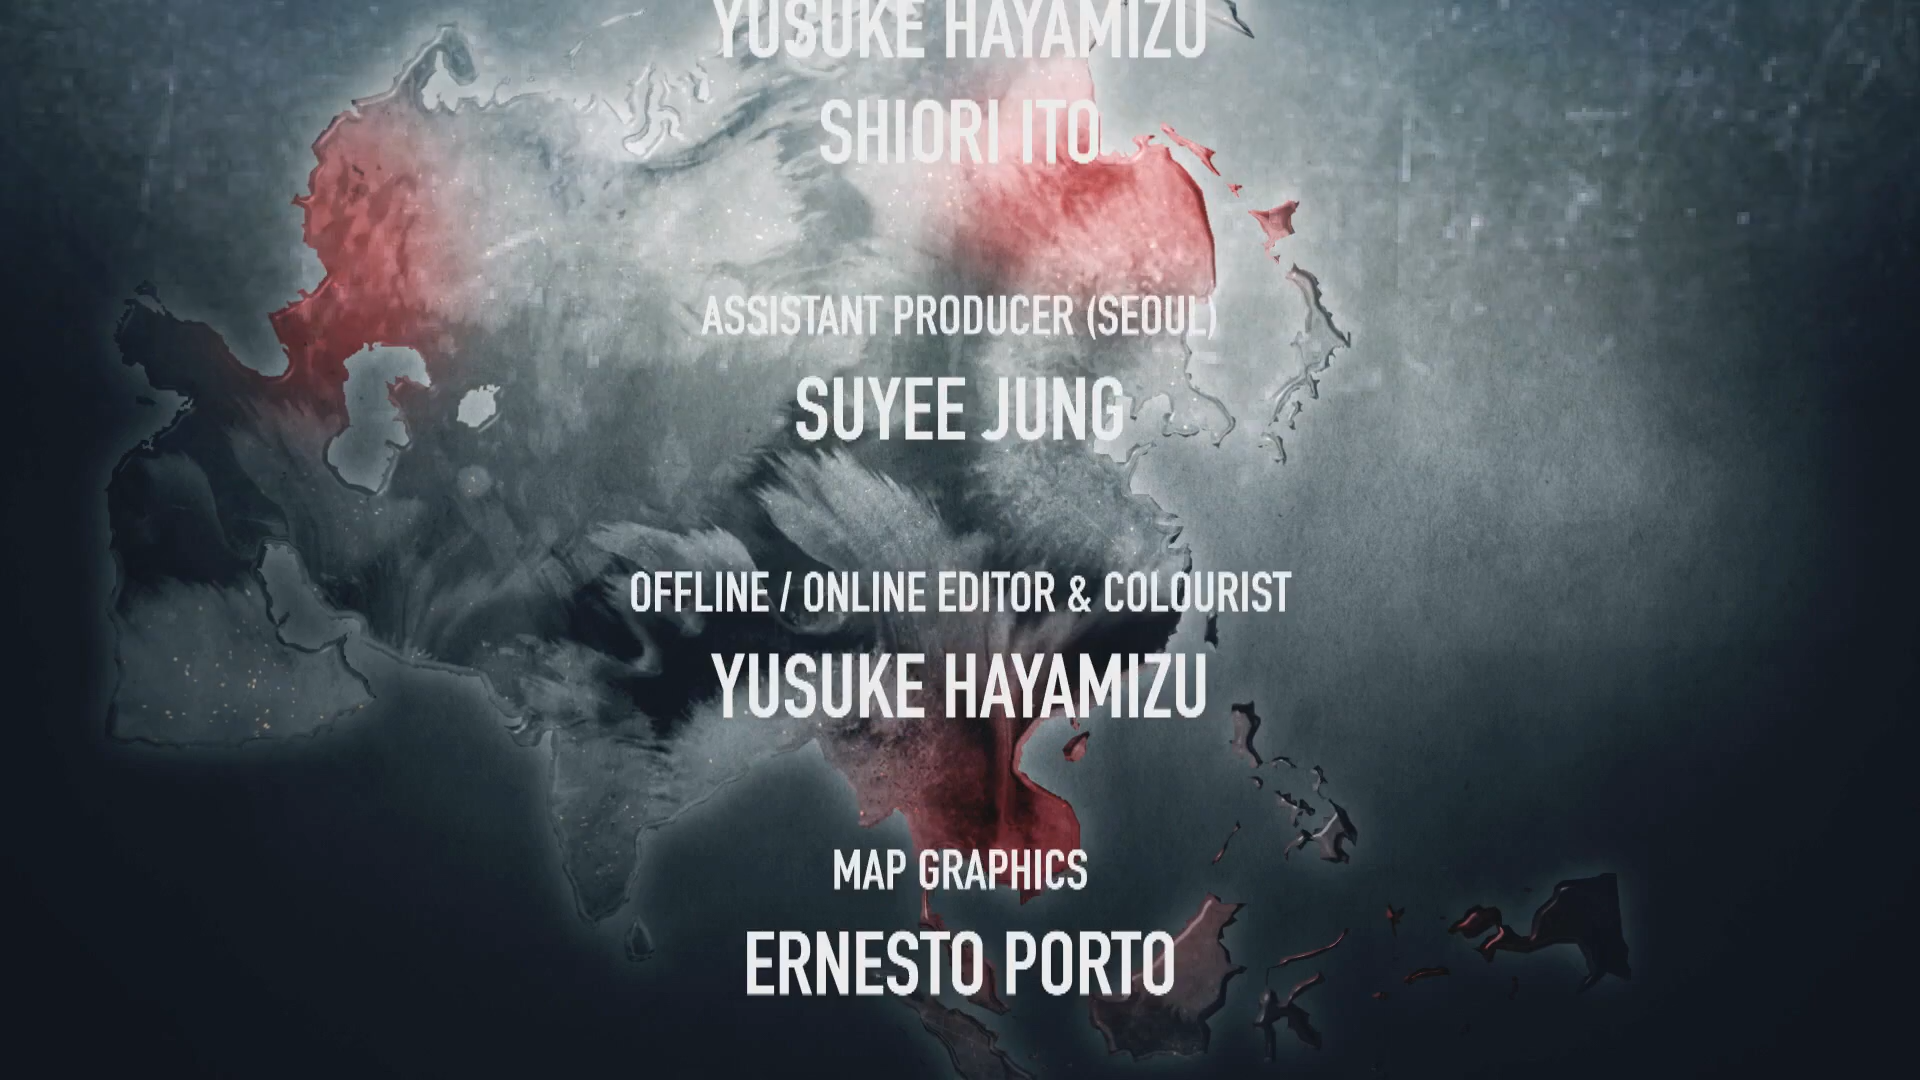 YUSUKE HAYAMIZU
SHIORI ITO
ASSISTANT PRODUCER (SEOUL)
SUYEE JUNG
OFFLINE / ONLINE EDITOR & COLOURIST
YUSUKE HAYAMIZU
MAP GRAPHICS
ERNESTO PORTO